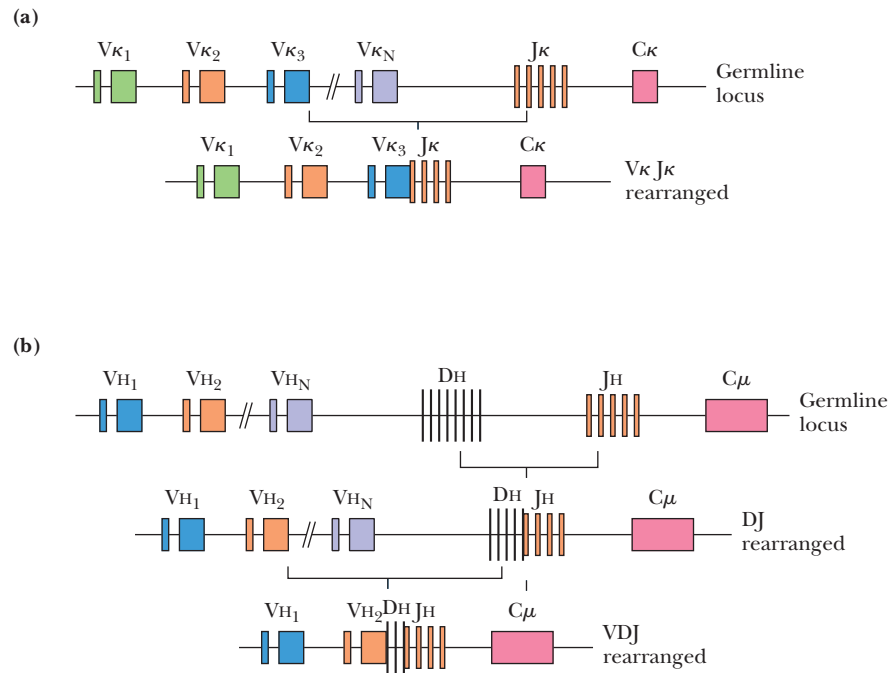 (a)
Vκ1 Vκ2 Vκ3 VκN Jκ Cκ
Germline
locus
Vκ1 Vκ2 Vκ3 Jκ Cκ
Vκ Jκ
rearranged
(b)
VH1 VH2 VHN DH JH Cμ
Germline
locus
VH1 VH2 VHN DH JH Cμ
DJ
rearranged
VH1 VH2 DH JH Cμ
VDJ
rearranged